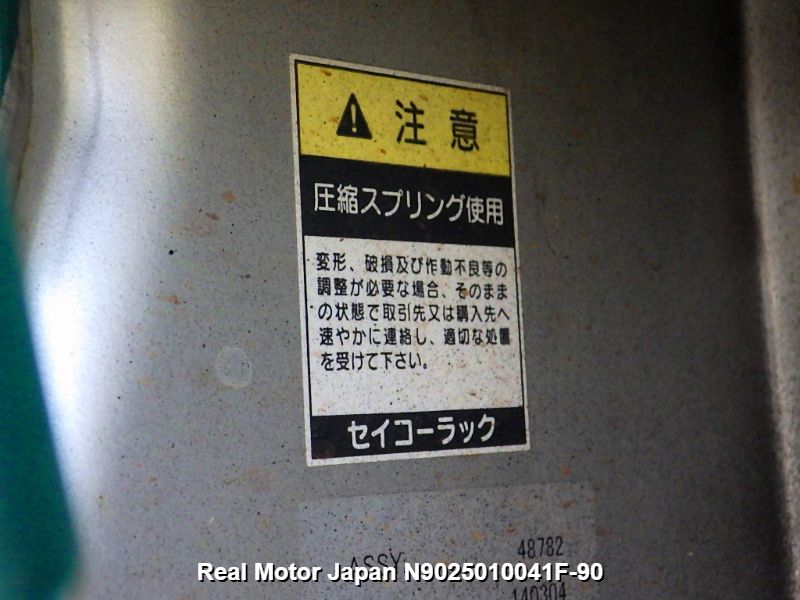 注意
圧縮スプリング使用
変形、破損及び作動不良等の
調整が必要な場合、そのまま
の状態で取引先又は購入先へ
速やかに連絡し、適切な処置
を受けて下さい。
セイコーラック
ASSY 48782
140304
Real Motor Japan N9025010041F-90